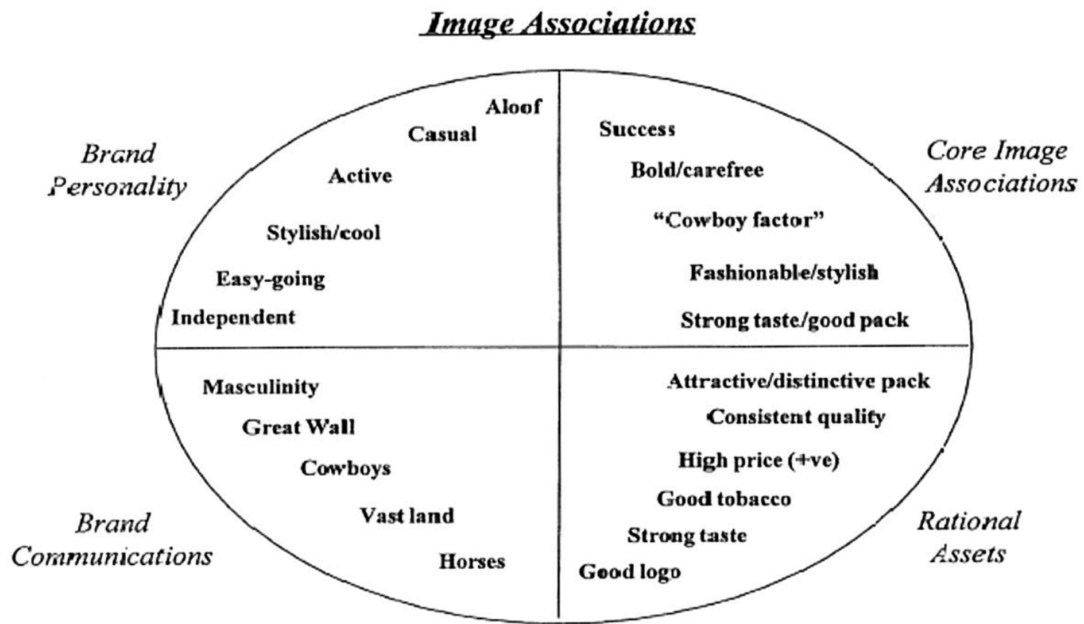 Image Associations
Brand
Personality
Aloof
Casual
Active
Stylish/cool
Easy-going
Independent
Success
Bold/carefree
“Cowboy factor”
Fashionable/stylish
Strong taste/good pack
Core Image
Associations
Brand
Communications
Masculinity
Great Wall
Cowboys
Vast land
Horses
Attractive/distinctive pack
Consistent quality
High price (+ve)
Good tobacco
Strong taste
Good logo
Rational
Assets